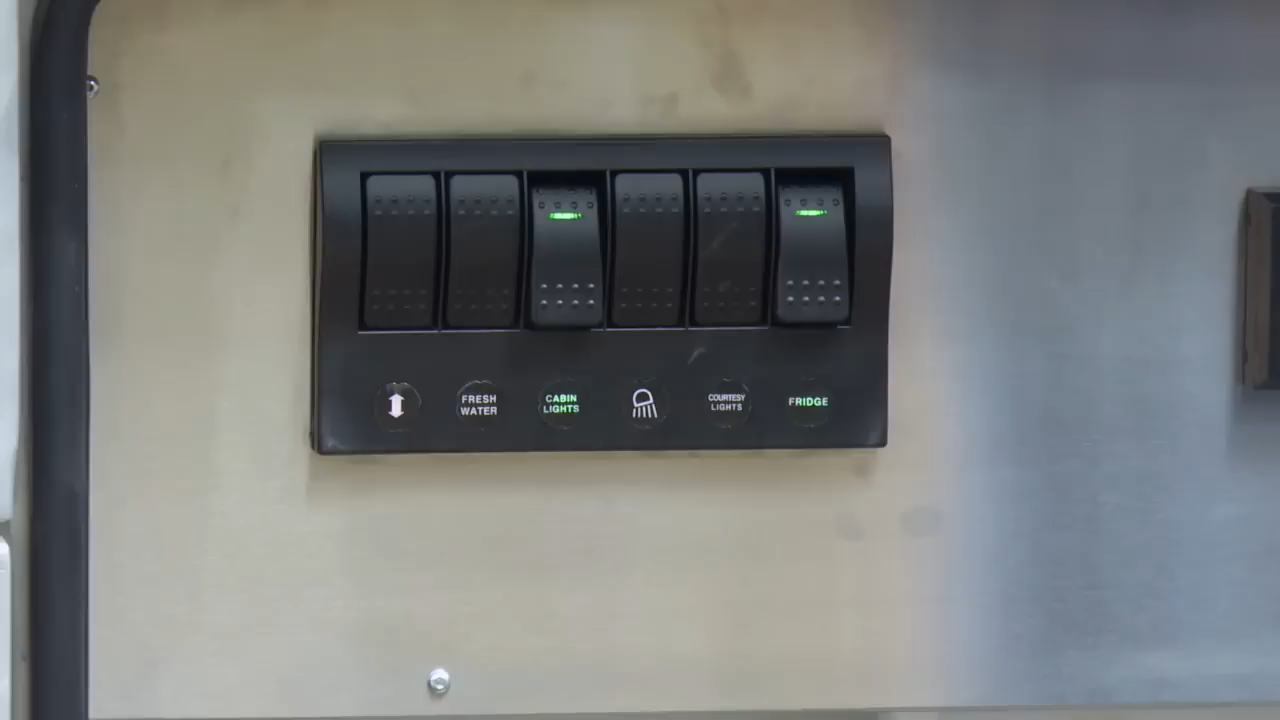 FRESH
WATER
CABIN
LIGHTS
COURTESY
LIGHTS
FRIDGE